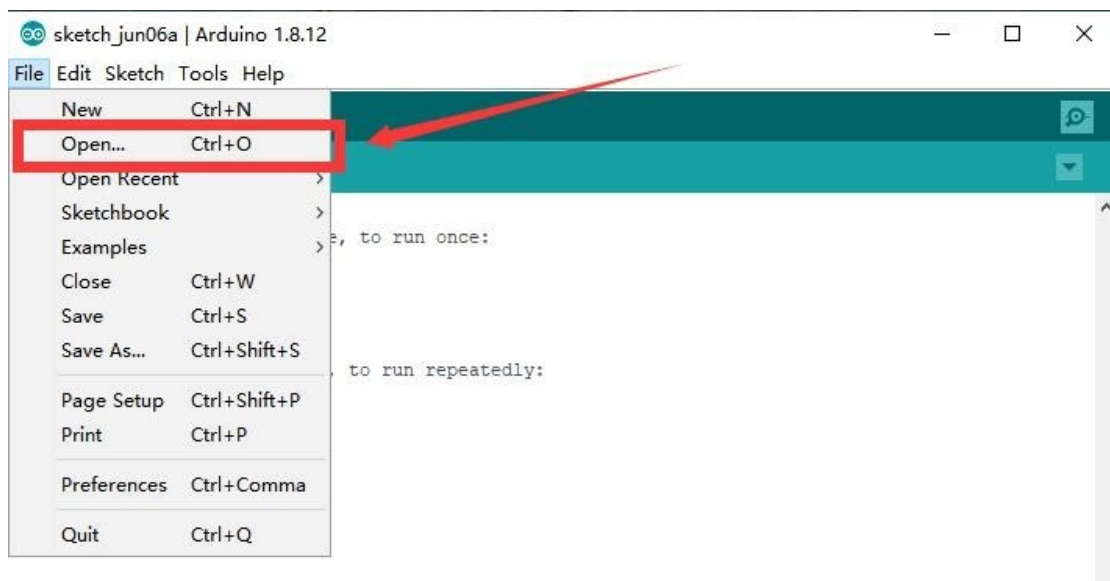 sketch_jun06a | Arduino 1.8.12
File Edit Sketch Tools Help
New Ctrl+N
Open... Ctrl+O
Open Recent
Sketchbook
Examples
, to run once:
Close Ctrl+W
Save Ctrl+S
Save As... Ctrl+Shift+S
, to run repeatedly:
Page Setup Ctrl+Shift+P
Print Ctrl+P
Preferences Ctrl+Comma
Quit Ctrl+Q